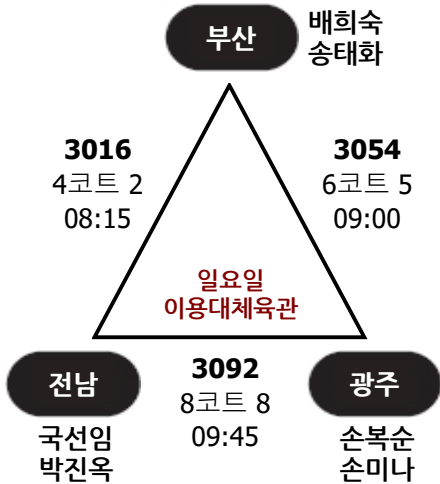 부산
배희숙
송태화
3016
4코트 2
08:15
3054
6코트 5
09:00
일요일
이용대체육관
전남
국선임
박진옥
3092
8코트 8
09:45
광주
손복순
손미나